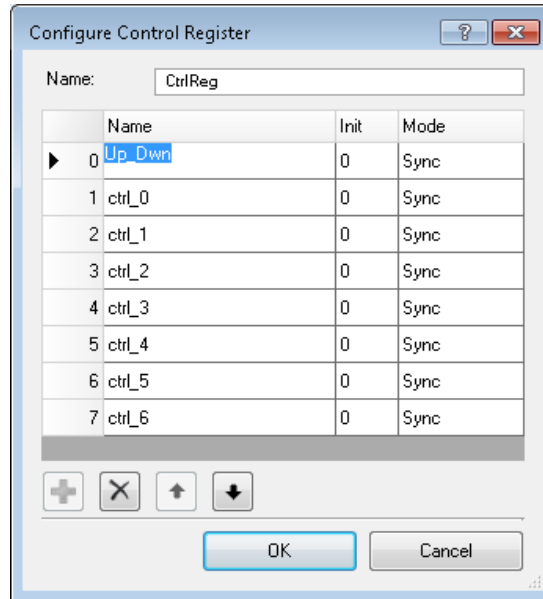 Configure Control Register
Name: CtrlReg
Name Init Mode
0 Up_Dwn 0 Sync
1 ctrl_0 0 Sync
2 ctrl_1 0 Sync
3 ctrl_2 0 Sync
4 ctrl_3 0 Sync
5 ctrl_4 0 Sync
6 ctrl_5 0 Sync
7 ctrl_6 0 Sync
OK Cancel